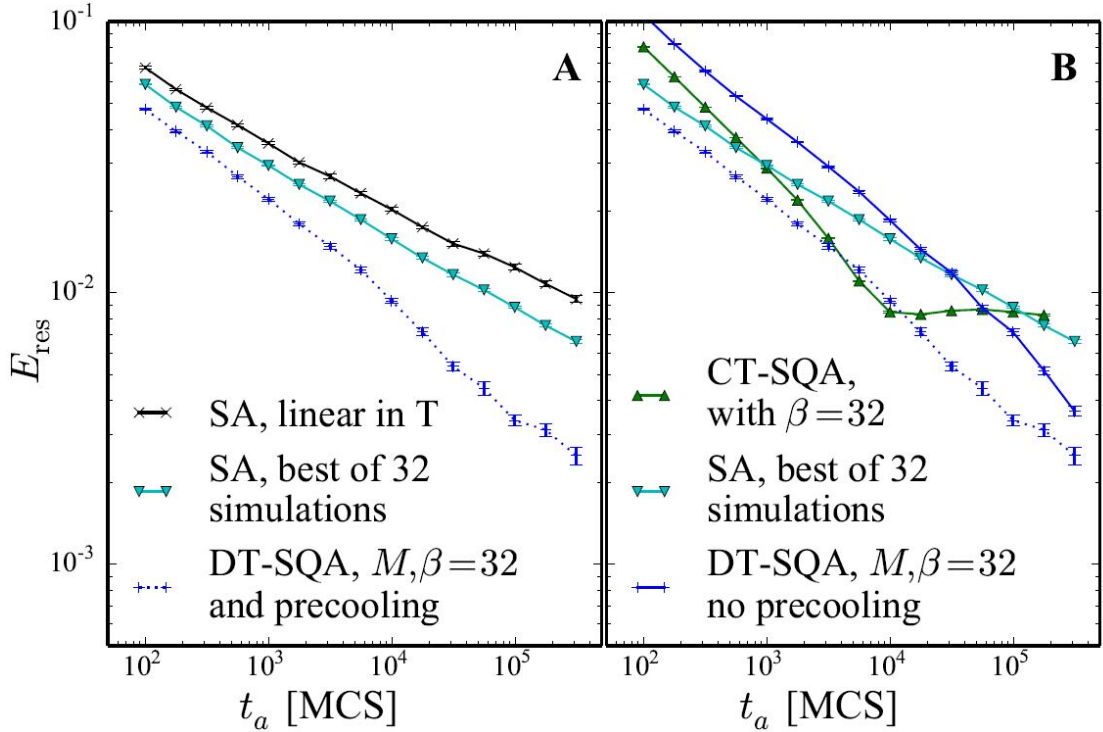 A
B
10^{-1}
10^{-2}
10^{-3}
E_{res}
SA, linear in T
SA, best of 32
simulations
DT-SQA, M,β=32
and precooling
CT-SQA,
with β=32
SA, best of 32
simulations
DT-SQA, M,β=32
no precooling
10^2
10^3
10^4
10^5
10^2
10^3
10^4
10^5
t_a [MCS]
t_a [MCS]